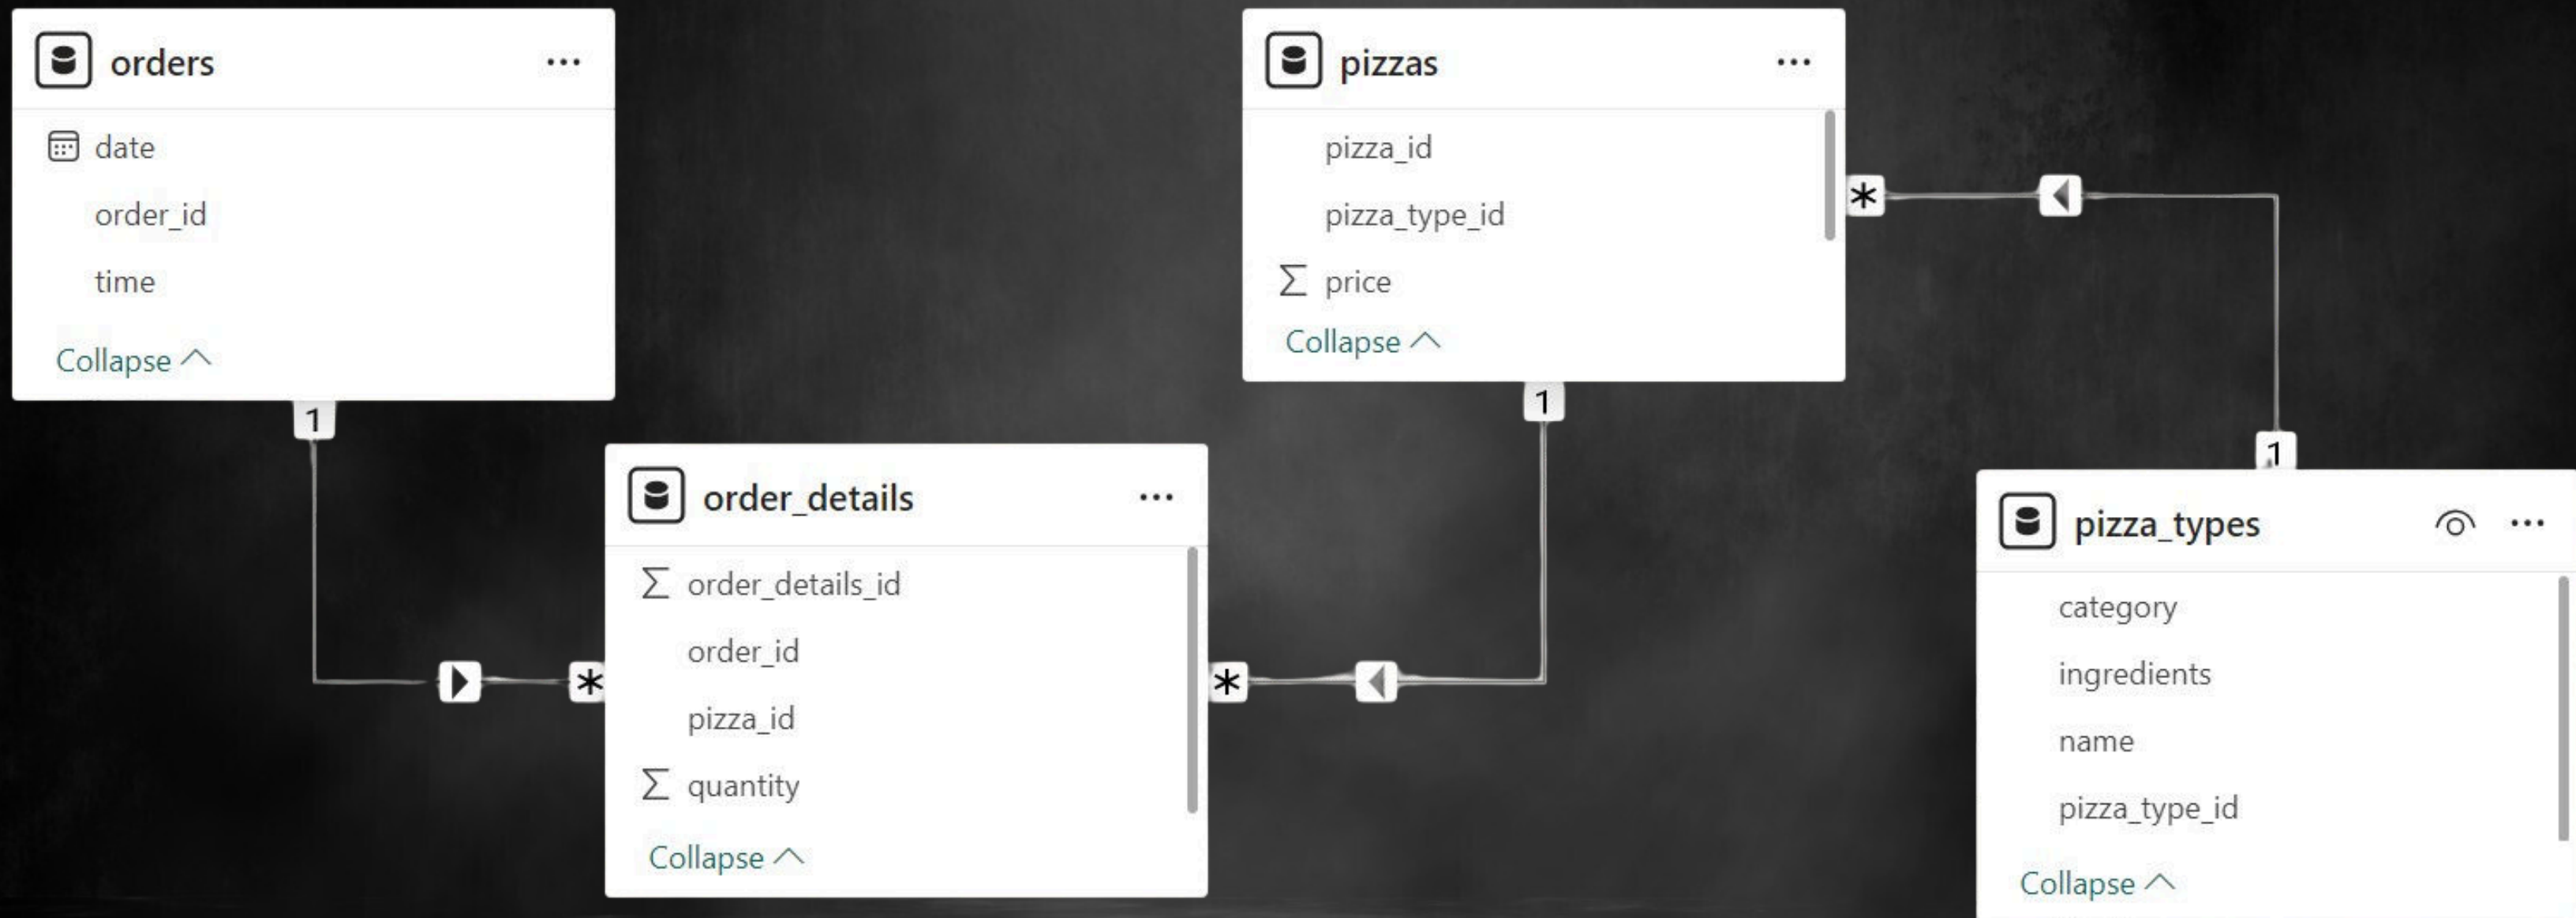 orders
date
order_id
time
Collapse
1
pizzas
pizza_id
pizza_type_id
Σ price
Collapse
*
1
1
order_details
Σ order_details_id
order_id
pizza_id
Σ quantity
Collapse
*
*
pizza_types
category
ingredients
name
pizza_type_id
Collapse